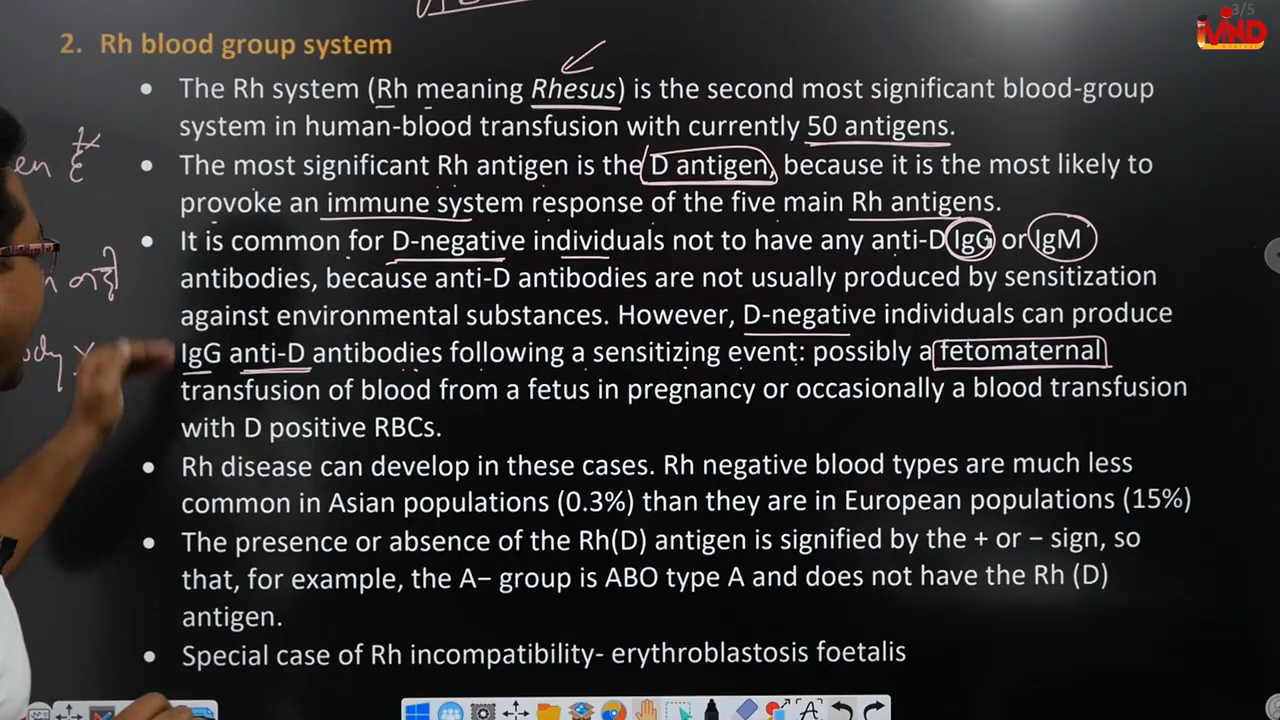 3/5
MIND
2. Rh blood group system
• The Rh system (Rh meaning Rhesus) is the second most significant blood-group
system in human-blood transfusion with currently 50 antigens.
• The most significant Rh antigen is the D antigen, because it is the most likely to
provoke an immune system response of the five main Rh antigens.
• It is common for D-negative individuals not to have any anti-D IgG or IgM
antibodies, because anti-D antibodies are not usually produced by sensitization
against environmental substances. However, D-negative individuals can produce
IgG anti-D antibodies following a sensitizing event: possibly a fetomaternal
transfusion of blood from a fetus in pregnancy or occasionally a blood transfusion
with D positive RBCs.
• Rh disease can develop in these cases. Rh negative blood types are much less
common in Asian populations (0.3%) than they are in European populations (15%)
• The presence or absence of the Rh(D) antigen is signified by the + or − sign, so
that, for example, the A− group is ABO type A and does not have the Rh (D)
antigen.
• Special case of Rh incompatibility- erythroblastosis foetalis